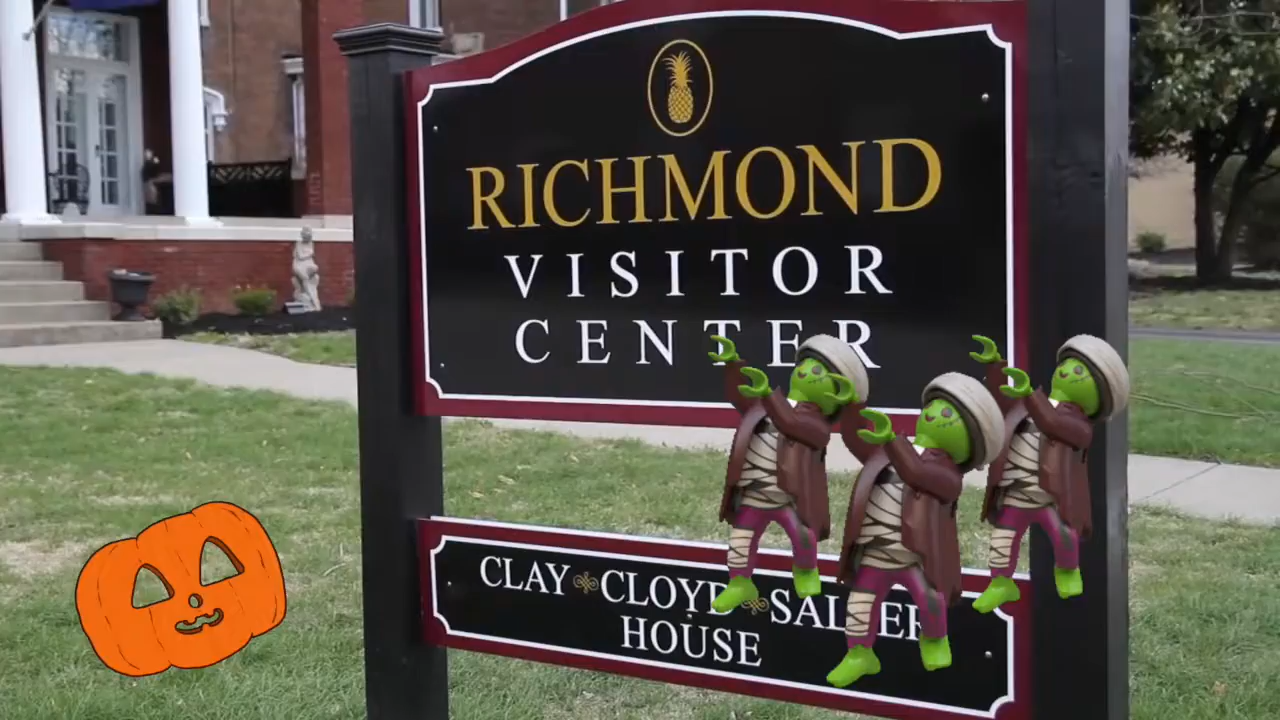 RICHMOND
VISITOR
CENTER
CLAY CLOYD
HOUSE